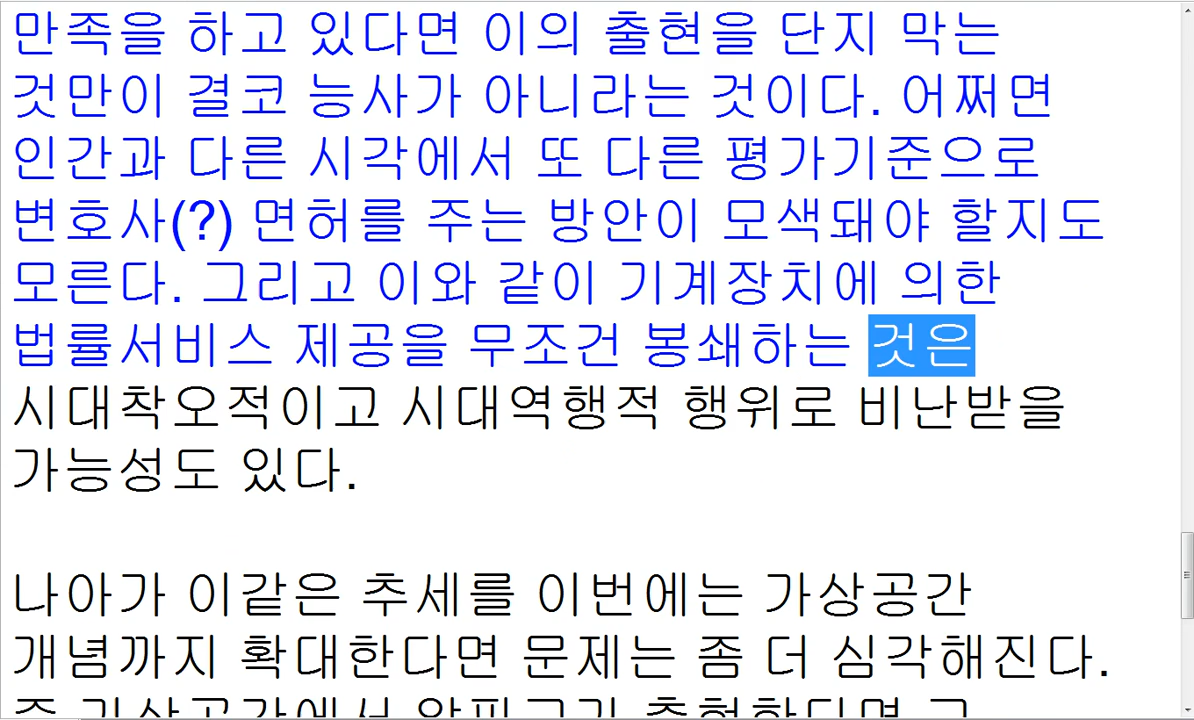 만족을 하고 있다면 이의 출현을 단지 막는
것만이 결코 능사가 아니라는 것이다. 어쩌면
인간과 다른 시각에서 또 다른 평가기준으로
변호사(?) 면허를 주는 방안이 모색돼야 할지도
모른다. 그리고 이와 같이 기계장치에 의한
법률서비스 제공을 무조건 봉쇄하는 것은
시대착오적이고 시대역행적 행위로 비난받을
가능성도 있다.
나아가 이같은 추세를 이번에는 가상공간
개념까지 확대한다면 문제는 좀 더 심각해진다.